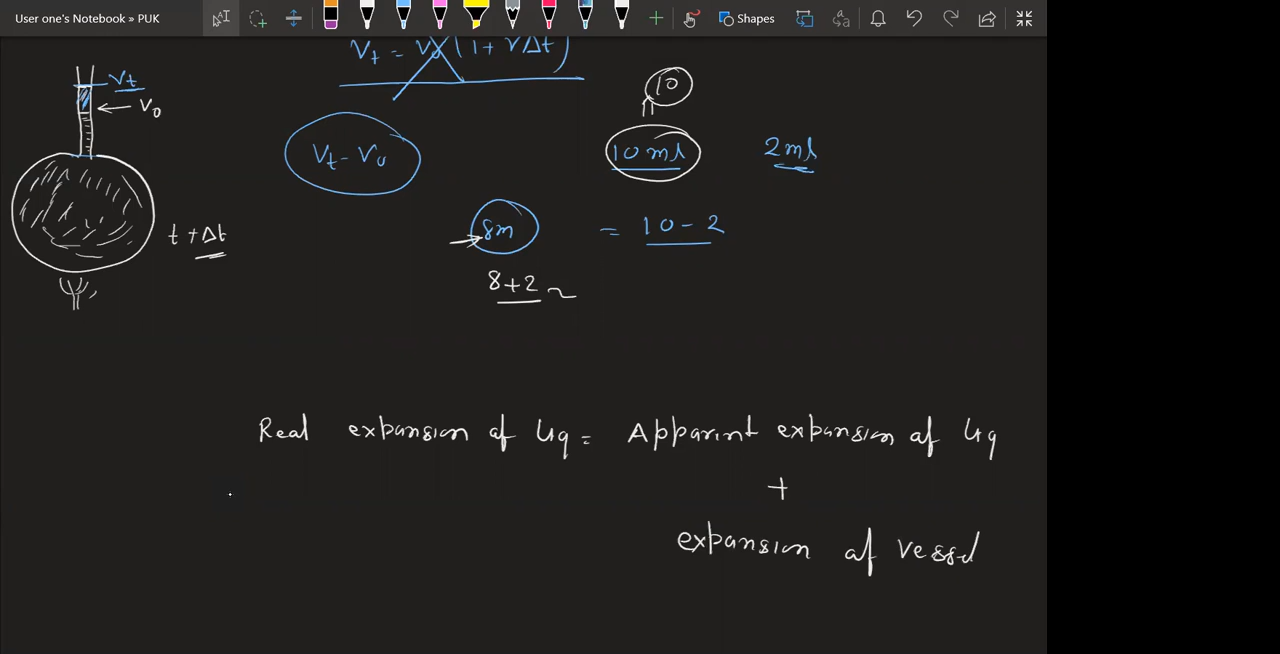 User one's Notebook » PUK
Shapes
Vt = V0 (1 + γΔt)
Vt
V0
10
Vt - V0
10 ml
2 ml
8m
= 10 - 2
t + Δt
8+2
Real expansion of liq = Apparint expansion of liq
+
expansion of vessel